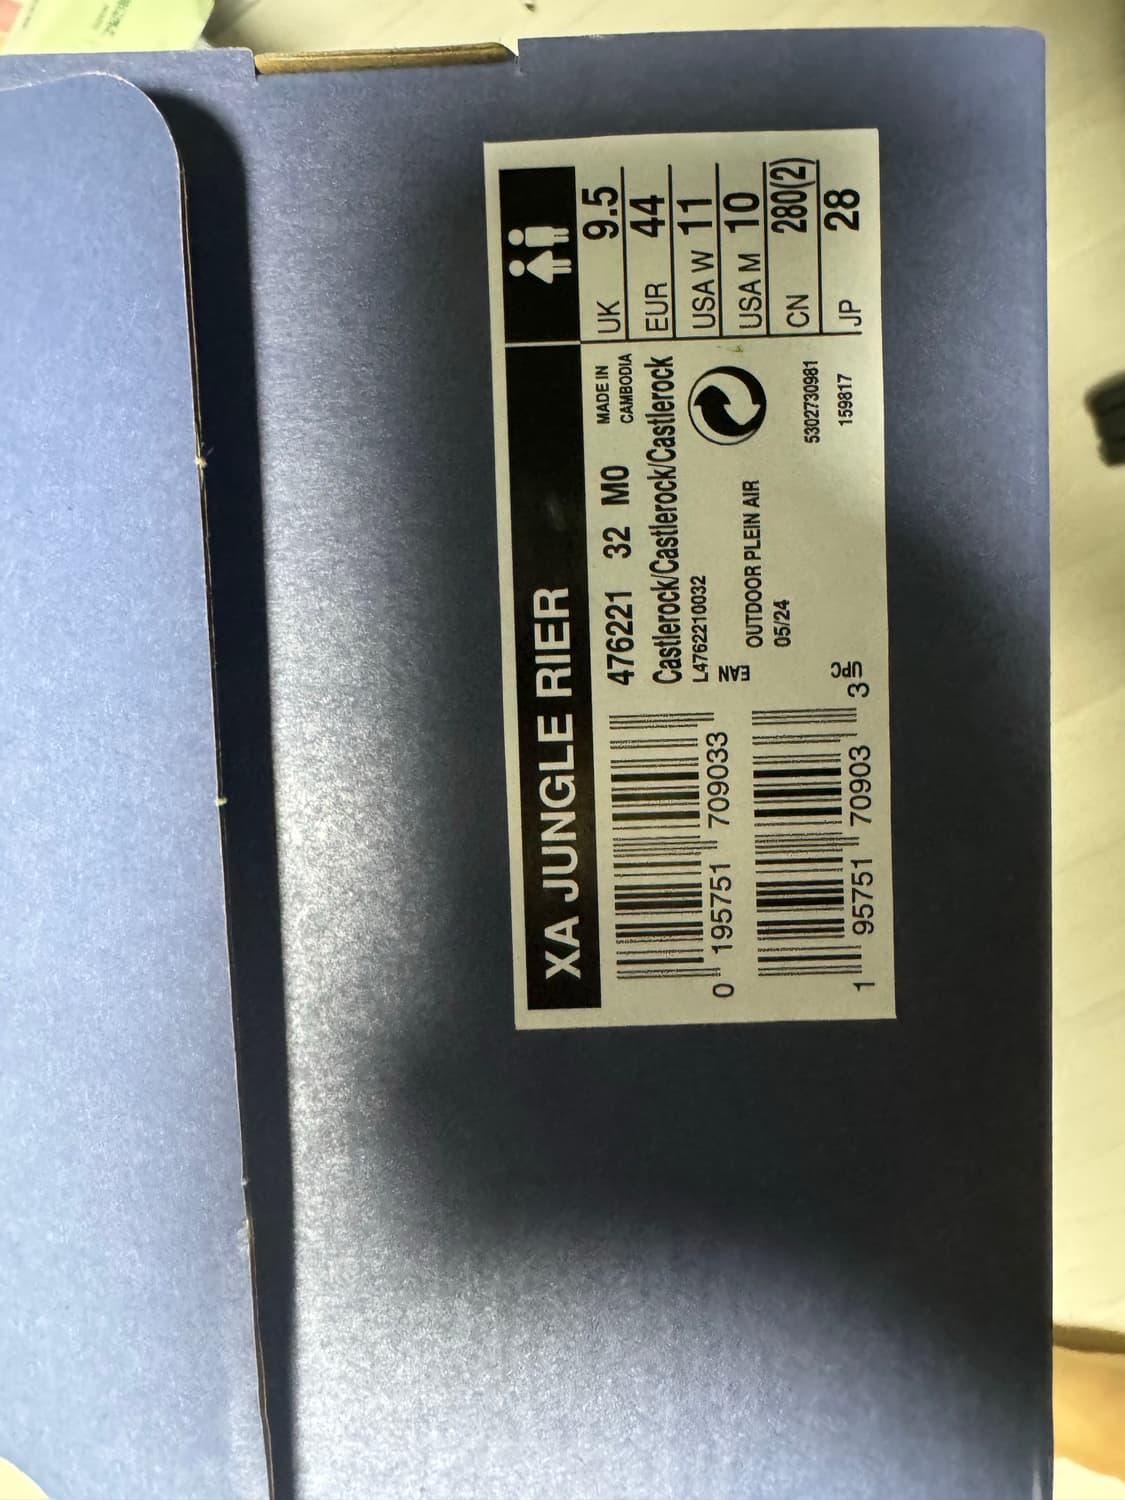 XA JUNGLE RIER
476221 32 M0
MADE IN
CAMBODIA
Castlerock/Castlerock/Castlerock
L4762210032
EAN
OUTDOOR PLEIN AIR
05/24
5302730981
159817
UK 9.5
EUR 44
USA W 11
USA M 10
CN 280(2)
JP 28
0 195751 709033
UPC
1 95751 70903 3